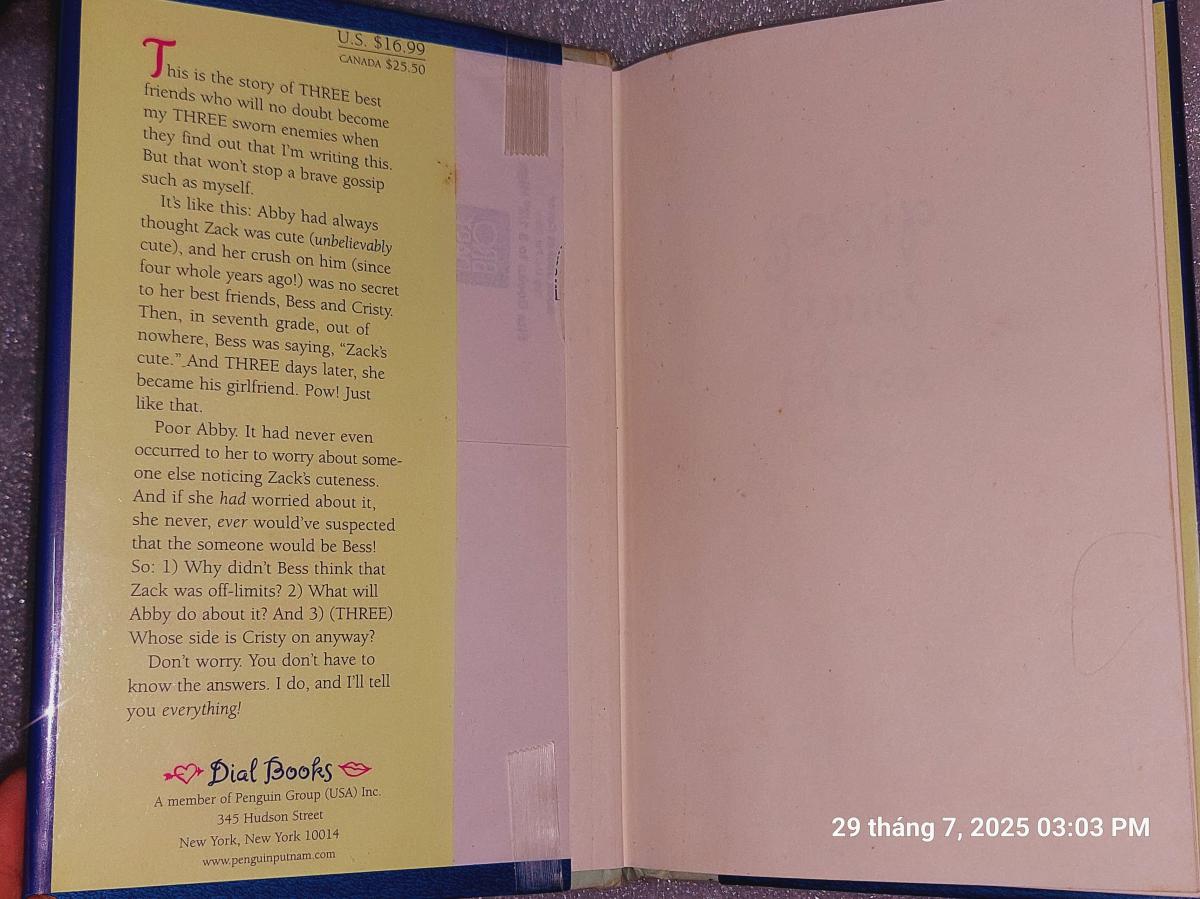 U.S. $16.99
CANADA $25.50
This is the story of THREE best
friends who will no doubt become
my THREE sworn enemies when
they find out that I'm writing this.
But that won't stop a brave gossip
such as myself.
It's like this: Abby had always
thought Zack was cute (unbelievably
cute), and her crush on him (since
four whole years ago!) was no secret
to her best friends, Bess and Cristy.
Then, in seventh grade, out of
nowhere, Bess was saying, “Zack's
cute.” And THREE days later, she
became his girlfriend. Pow! Just
like that.
Poor Abby. It had never even
occurred to her to worry about some-
one else noticing Zack's cuteness.
And if she had worried about it,
she never, ever would've suspected
that the someone would be Bess!
So: 1) Why didn't Bess think that
Zack was off-limits? 2) What will
Abby do about it? And 3) (THREE)
Whose side is Cristy on anyway?
Don't worry. You don't have to
know the answers. I do, and I'll tell
you everything!
Dial Books
A member of Penguin Group (USA) Inc.
345 Hudson Street
New York, New York 10014
www.penguinputnam.com
29 tháng 7, 2025 03:03 PM